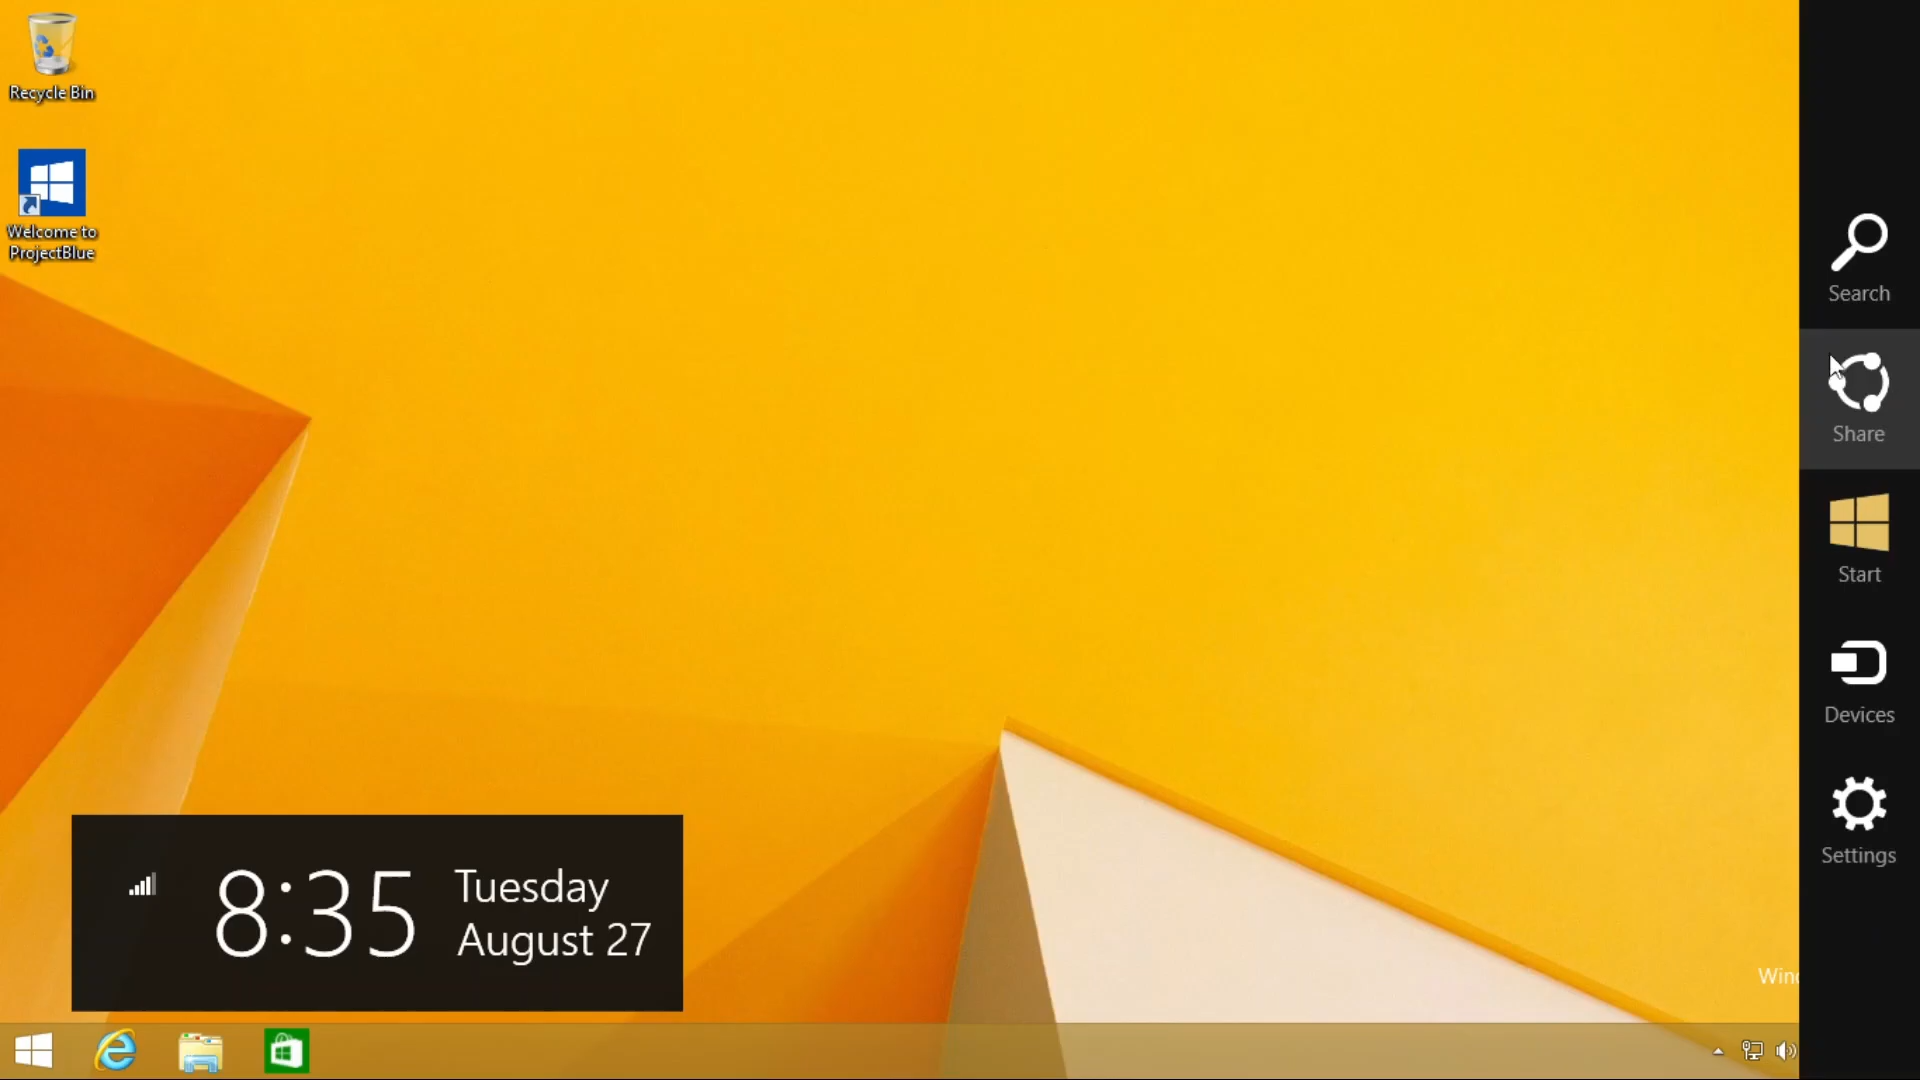 Recycle Bin
Welcome to
ProjectBlue
Search
Share
Start
Devices
Settings
8:35
Tuesday
August 27